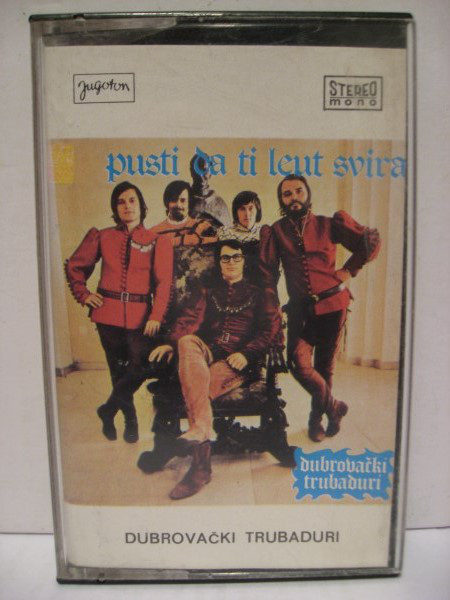 Jugoton
STEREO
mono
pusti da ti leut svira
dubrovački
trubaduri
DUBROVAČKI TRUBADURI